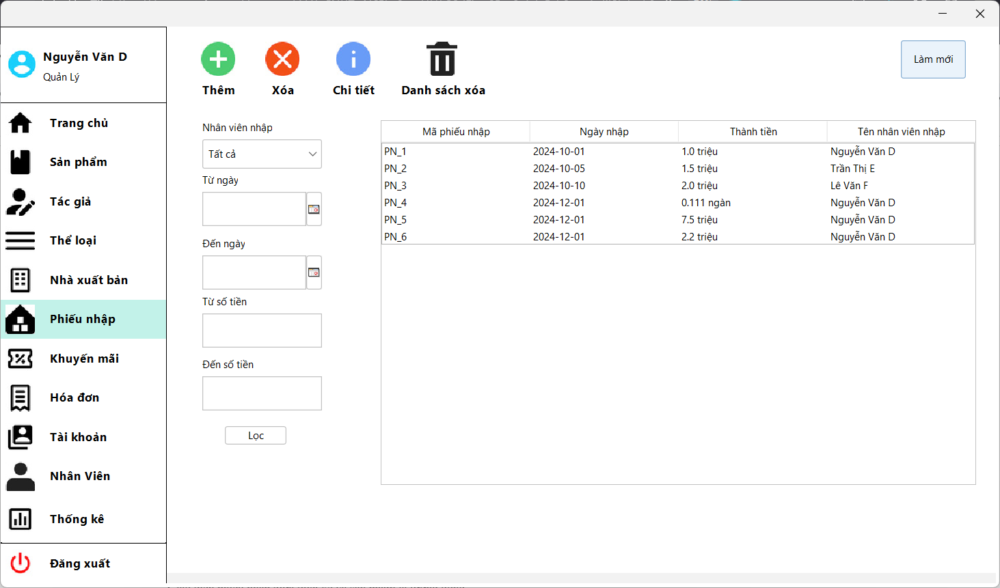 Nguyễn Văn D
Quản Lý
Trang chủ
Sản phẩm
Tác giả
Thể loại
Nhà xuất bản
Phiếu nhập
Khuyến mãi
Hóa đơn
Tài khoản
Nhân Viên
Thống kê
Đăng xuất
Thêm Xóa Chi tiết Danh sách xóa
Làm mới
Nhân viên nhập
Tất cả
Từ ngày
Đến ngày
Từ số tiền
Đến số tiền
Lọc
Mã phiếu nhập Ngày nhập Thành tiền Tên nhân viên nhập
PN_1 2024-10-01 1.0 triệu Nguyễn Văn D
PN_2 2024-10-05 1.5 triệu Trần Thị E
PN_3 2024-10-10 2.0 triệu Lê Văn F
PN_4 2024-12-01 0.111 ngàn Nguyễn Văn D
PN_5 2024-12-01 7.5 triệu Nguyễn Văn D
PN_6 2024-12-01 2.2 triệu Nguyễn Văn D